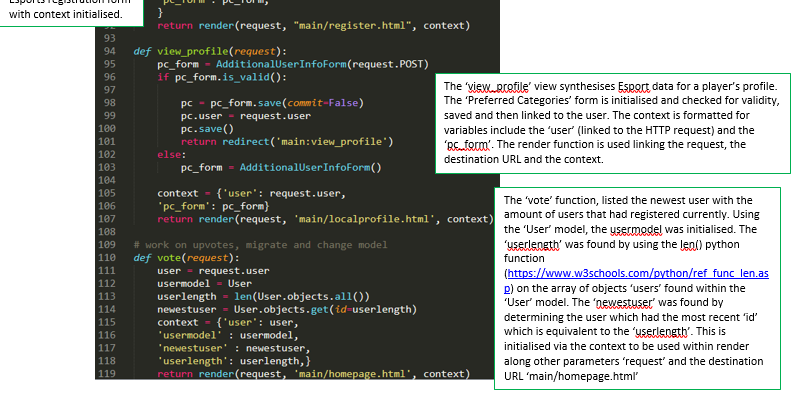 Esports registration form
with context initialised.
'pc_form': pc_form,
}
92 return render(request, "main/register.html", context)
93
94 def view_profile(request):
95 pc_form = AdditionalUserInfoForm(request.POST)
96 if pc_form.is_valid():
97
98 pc = pc_form.save(commit=False)
99 pc.user = request.user
100 pc.save()
101 return redirect('main:view_profile')
102 else:
103 pc_form = AdditionalUserInfoForm()
104
105 context = {'user': request.user,
106 'pc_form': pc_form}
107 return render(request, 'main/localprofile.html', context)
108
109 # work on upvotes, migrate and change model
110 def vote(request):
111 user = request.user
112 usermodel = User
113 userlength = len(User.objects.all())
114 newestuser = User.objects.get(id=userlength)
115 context = {'user': user,
116 'usermodel' : usermodel,
117 'newestuser' : newestuser,
118 'userlength': userlength,}
119 return render(request, 'main/homepage.html', context)
The 'view_profile' view synthesises Esport data for a player's profile.
The 'Preferred Categories' form is initialised and checked for validity,
saved and then linked to the user. The context is formatted for
variables include the 'user' (linked to the HTTP request) and the
'pc_form'. The render function is used linking the request, the
destination URL and the context.
The 'vote' function, listed the newest user with the
amount of users that had registered currently. Using
the 'User' model, the usermodel was initialised. The
'userlength' was found by using the len() python
function
(https://www.w3schools.com/python/ref_func_len.as
p) on the array of objects 'users' found within the
'User' model. The 'newestuser' was found by
determining the user which had the most recent 'id'
which is equivalent to the 'userlength'. This is
initialised via the context to be used within render
along other parameters 'request' and the destination
URL 'main/homepage.html'